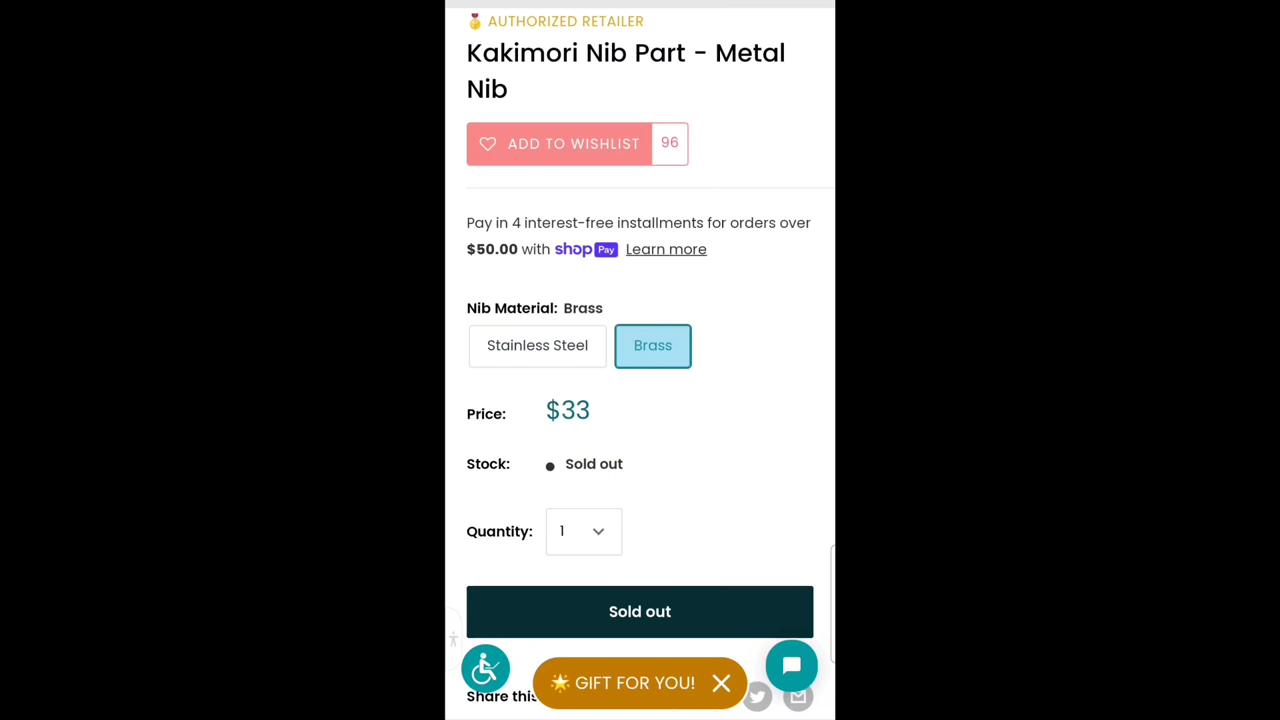 AUTHORIZED RETAILER
Kakimori Nib Part - Metal
Nib
ADD TO WISHLIST 96
Pay in 4 interest-free installments for orders over
$50.00 with shop Pay Learn more
Nib Material: Brass
Stainless Steel Brass
Price: $33
Stock: Sold out
Quantity: 1
Sold out
GIFT FOR YOU!
Share this